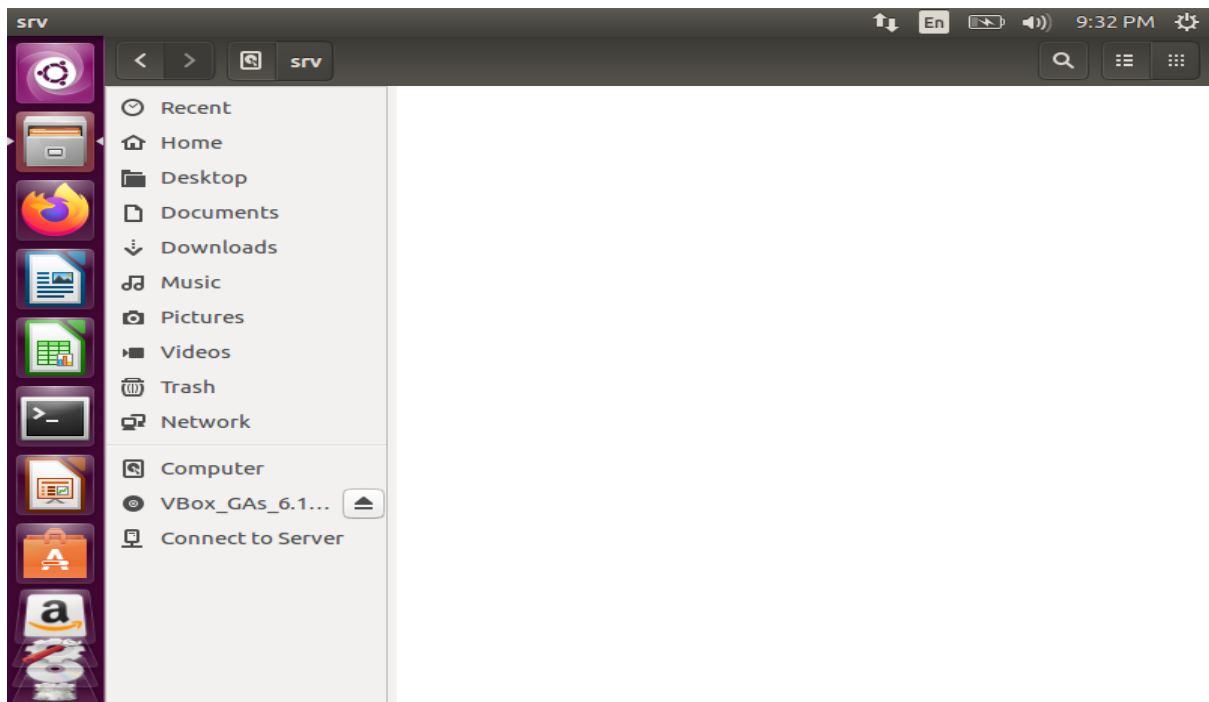 srv
En
9:32 PM
srv
Recent
Home
Desktop
Documents
Downloads
Music
Pictures
Videos
Trash
Network
Computer
VBox_GAs_6.1...
Connect to Server
>_
A
a